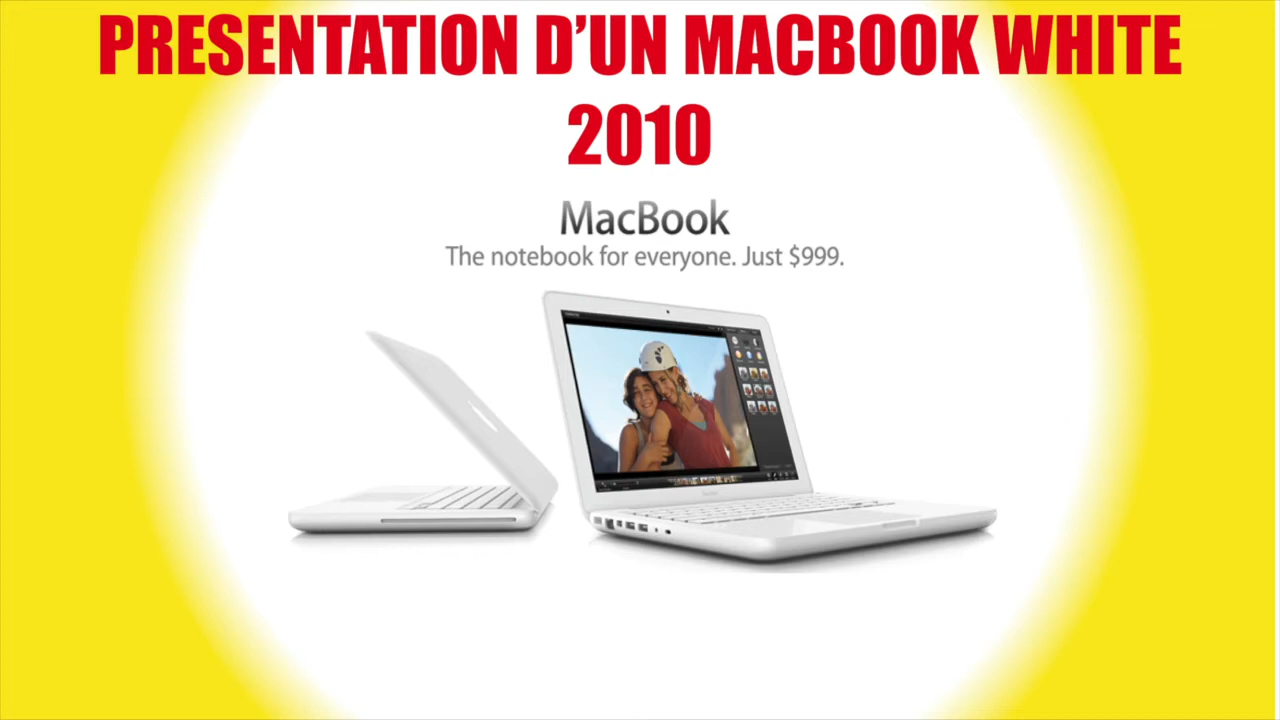 PRESENTATION D’UN MACBOOK WHITE
2010
MacBook
The notebook for everyone. Just $999.